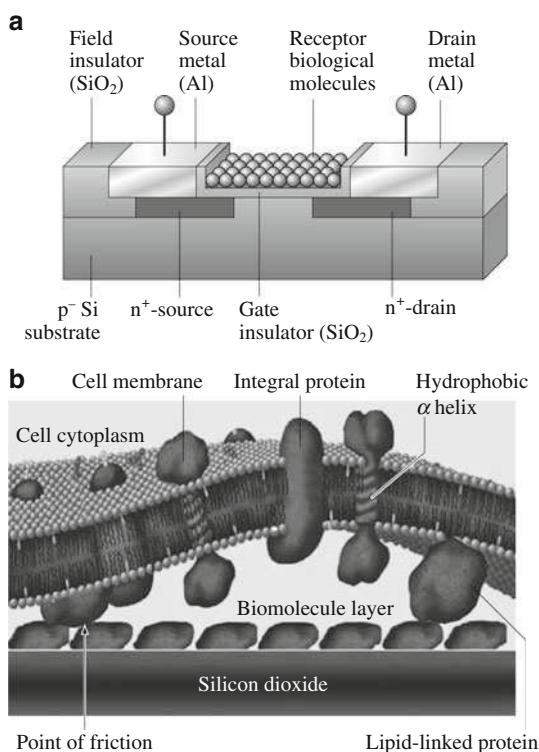 a
Field
insulator
(SiO₂)
Source
metal
(Al)
Receptor
biological
molecules
Drain
metal
(Al)
p⁻ Si
substrate
n⁺-source
Gate
insulator (SiO₂)
n⁺-drain
b
Cell membrane
Integral protein
Hydrophobic
α helix
Cell cytoplasm
Biomolecule layer
Silicon dioxide
Point of friction
Lipid-linked protein